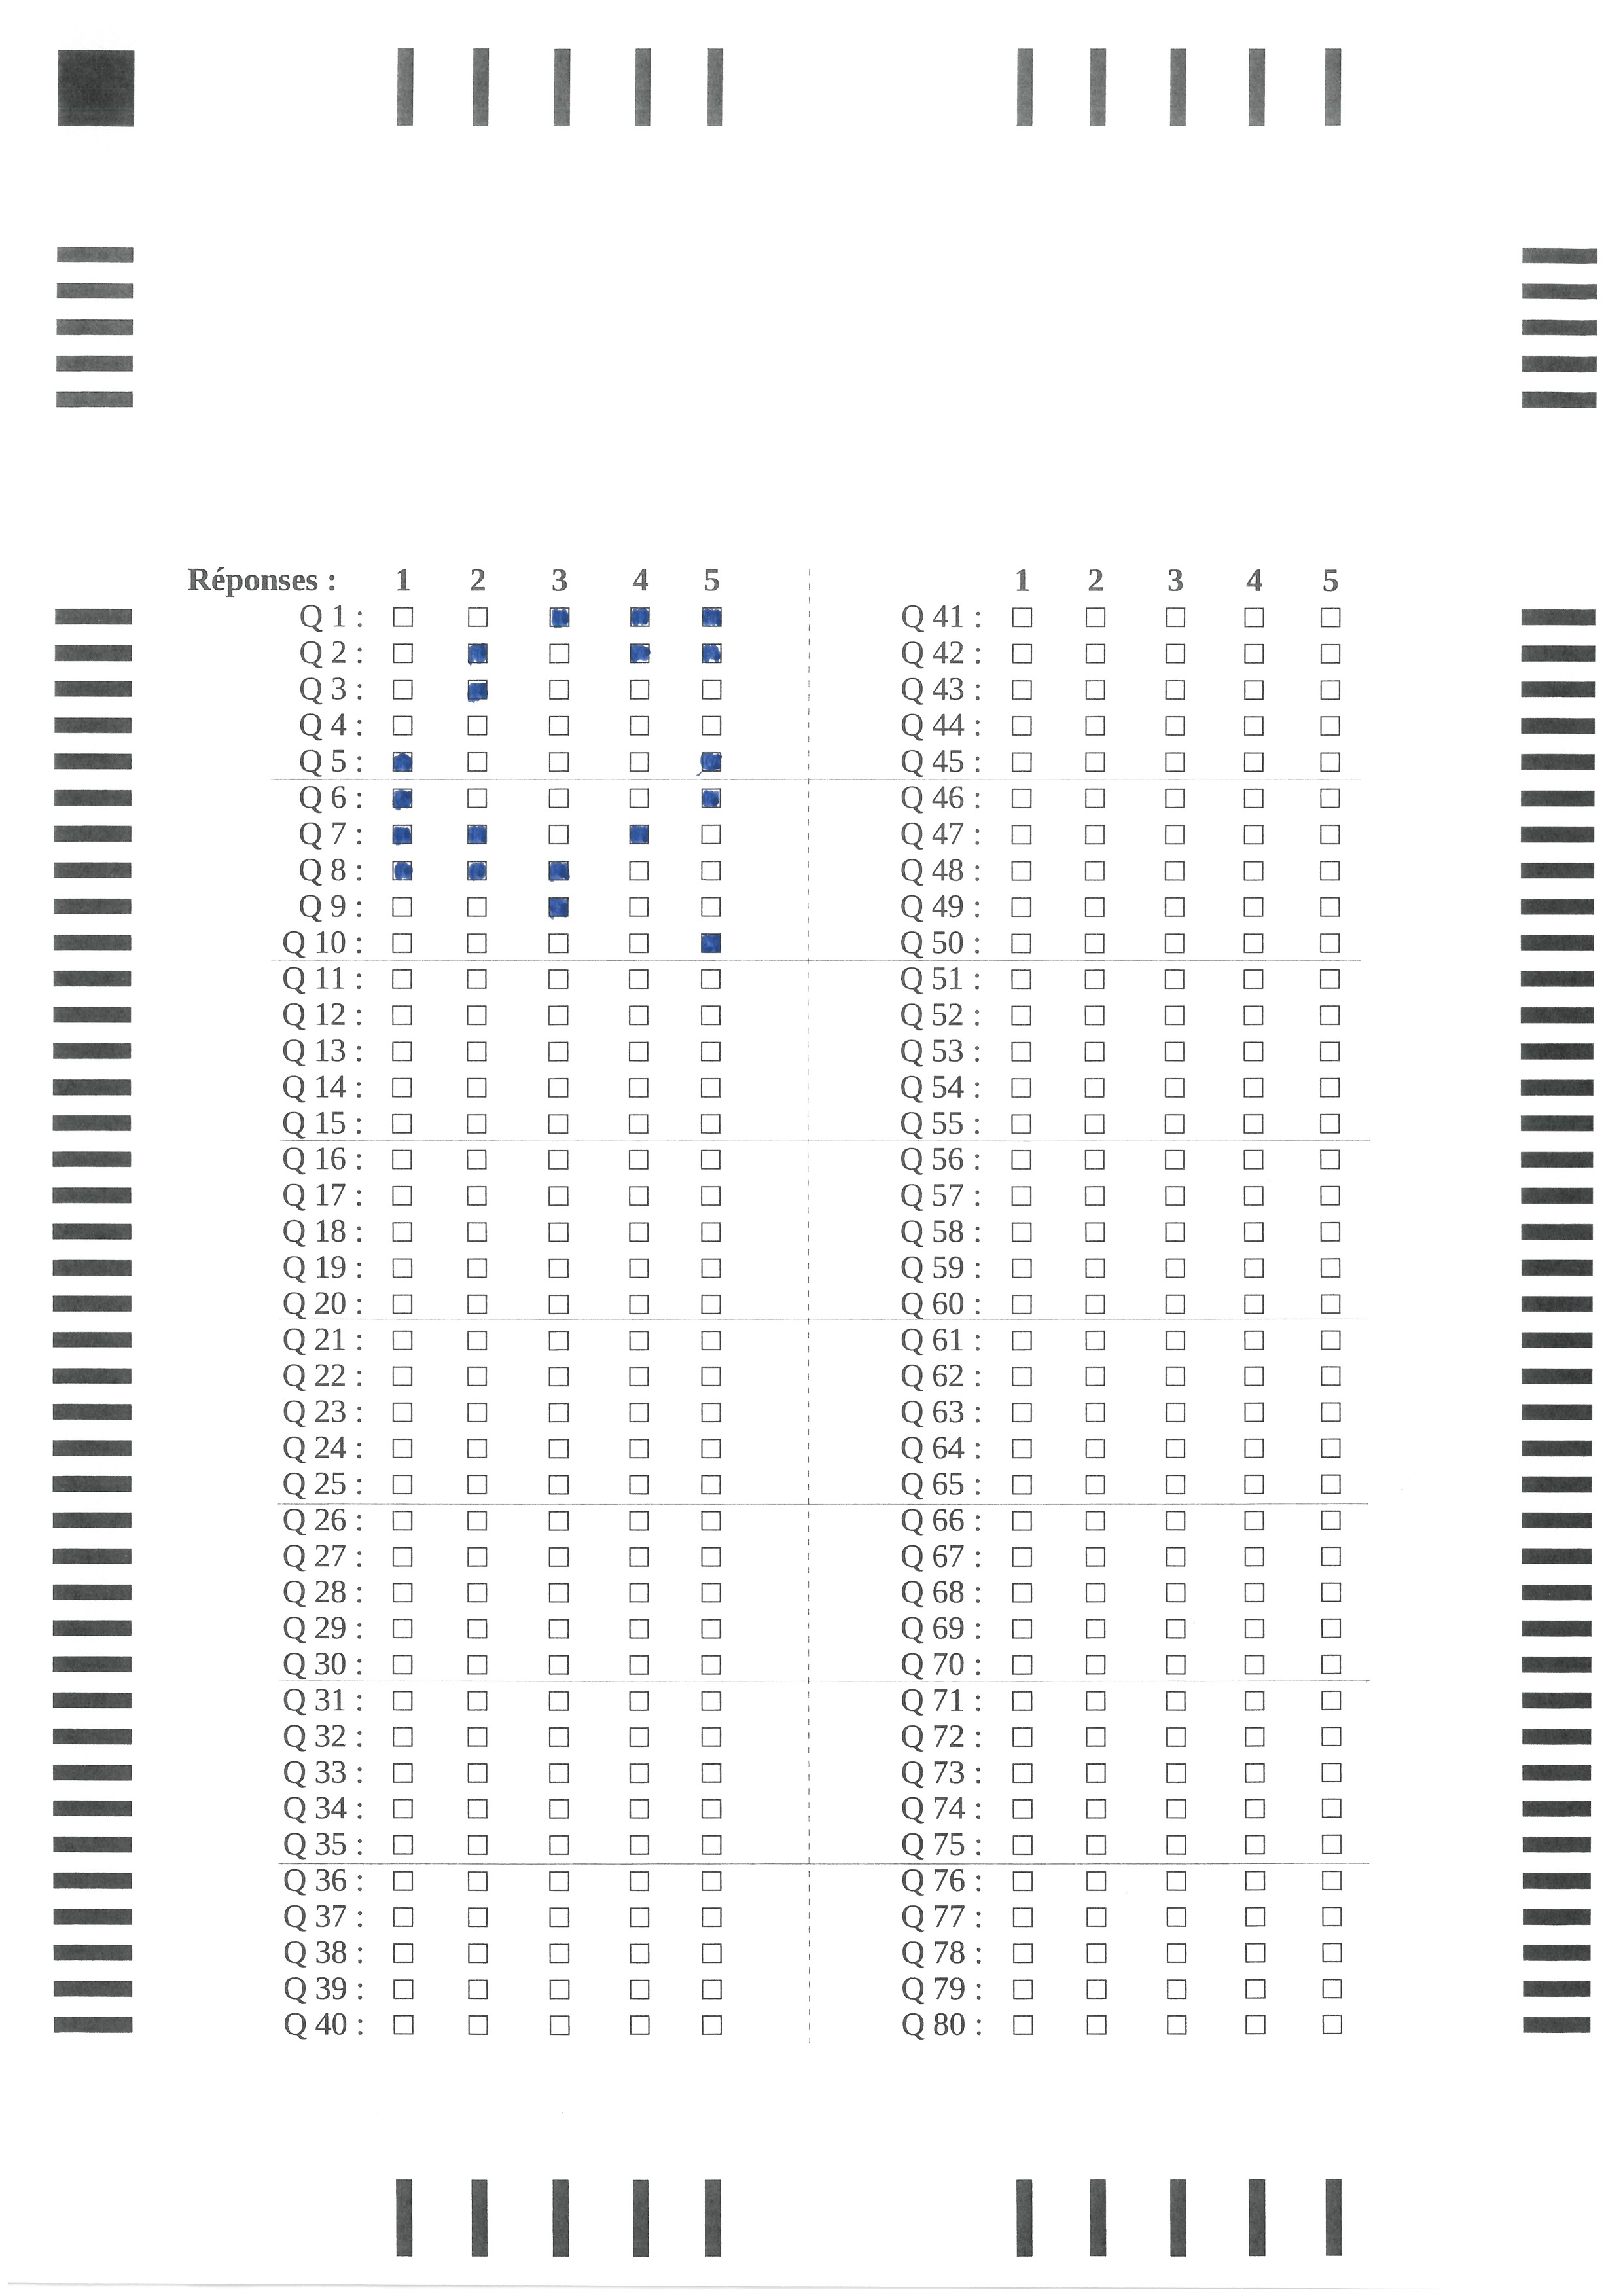 Réponses : 1 2 3 4 5 1 2 3 4 5
Q 1 : Q 41 :
Q 2 : Q 42 :
Q 3 : Q 43 :
Q 4 : Q 44 :
Q 5 : Q 45 :
Q 6 : Q 46 :
Q 7 : Q 47 :
Q 8 : Q 48 :
Q 9 : Q 49 :
Q 10 : Q 50 :
Q 11 : Q 51 :
Q 12 : Q 52 :
Q 13 : Q 53 :
Q 14 : Q 54 :
Q 15 : Q 55 :
Q 16 : Q 56 :
Q 17 : Q 57 :
Q 18 : Q 58 :
Q 19 : Q 59 :
Q 20 : Q 60 :
Q 21 : Q 61 :
Q 22 : Q 62 :
Q 23 : Q 63 :
Q 24 : Q 64 :
Q 25 : Q 65 :
Q 26 : Q 66 :
Q 27 : Q 67 :
Q 28 : Q 68 :
Q 29 : Q 69 :
Q 30 : Q 70 :
Q 31 : Q 71 :
Q 32 : Q 72 :
Q 33 : Q 73 :
Q 34 : Q 74 :
Q 35 : Q 75 :
Q 36 : Q 76 :
Q 37 : Q 77 :
Q 38 : Q 78 :
Q 39 : Q 79 :
Q 40 : Q 80 :